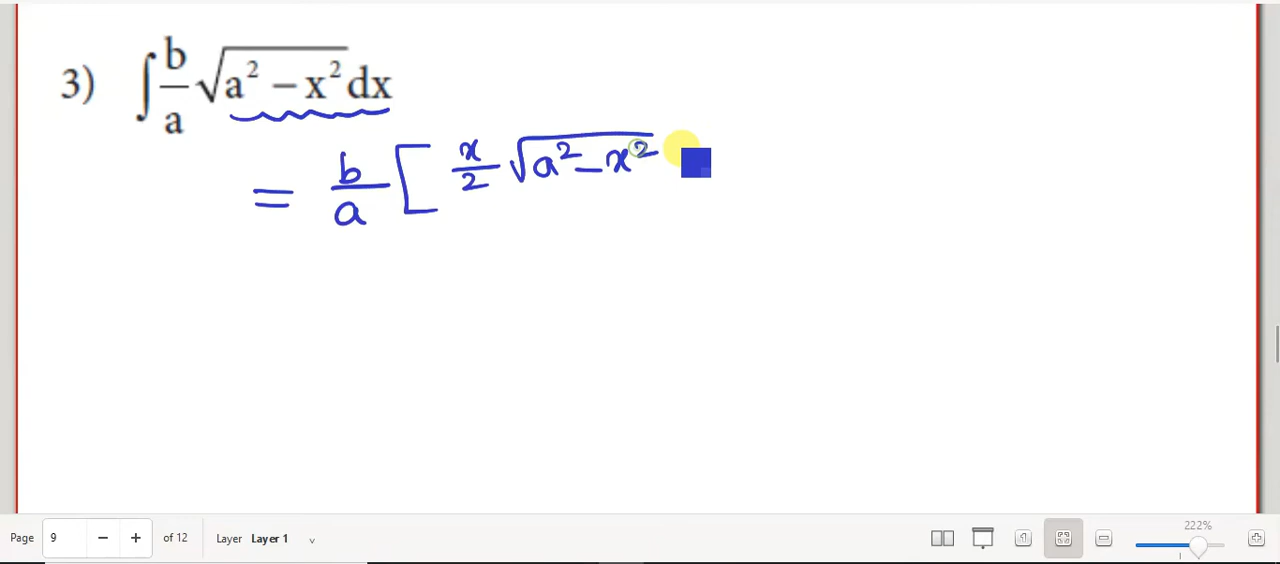 3) ∫ b/a √(a² − x²) dx
= b/a [ x/2 √(a² − x²)
Page 9 − + of 12 Layer Layer 1 222%